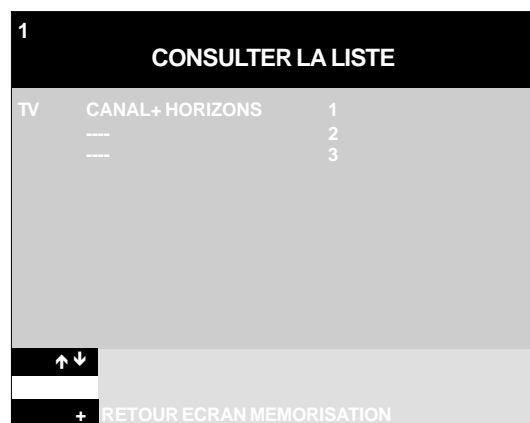 1
CONSULTER LA LISTE
TV CANAL+ HORIZONS 1
---- 2
---- 3
↑↓
+ RETOUR ECRAN MEMORISATION